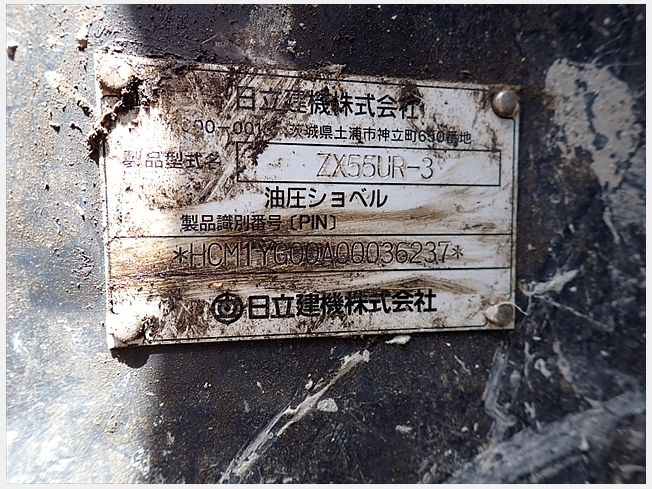 日立建機株式会社
茨城県土浦市神立町650番地
製品型式名 ZX55UR-3
油圧ショベル
製品識別番号〔PIN〕
*HCM1YG00A00036237*
日立建機株式会社